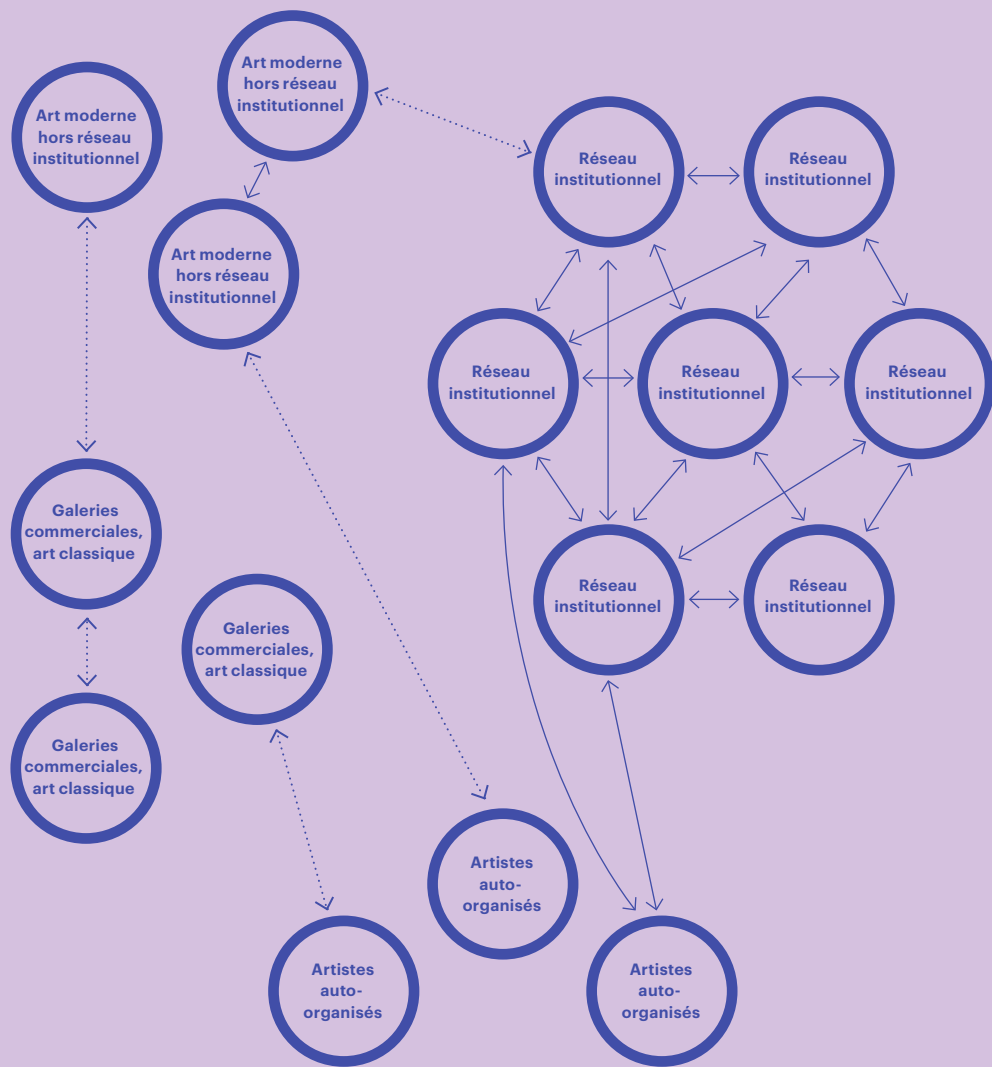 Art moderne
hors réseau
institutionnel
Art moderne
hors réseau
institutionnel
Art moderne
hors réseau
institutionnel
Réseau
institutionnel
Réseau
institutionnel
Réseau
institutionnel
Réseau
institutionnel
Réseau
institutionnel
Galeries
commerciales,
art classique
Réseau
institutionnel
Réseau
institutionnel
Galeries
commerciales,
art classique
Galeries
commerciales,
art classique
Artistes
auto-
organisés
Artistes
auto-
organisés
Artistes
auto-
organisés